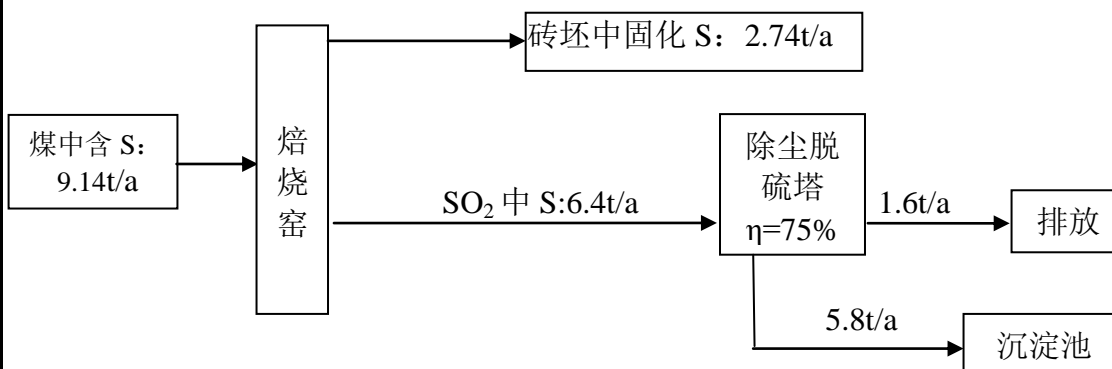 砖坯中固化 S：2.74t/a
煤中含 S：
9.14t/a
焙
烧
窑
SO₂ 中 S:6.4t/a
除尘脱
硫塔
η=75%
1.6t/a
排放
5.8t/a
沉淀池